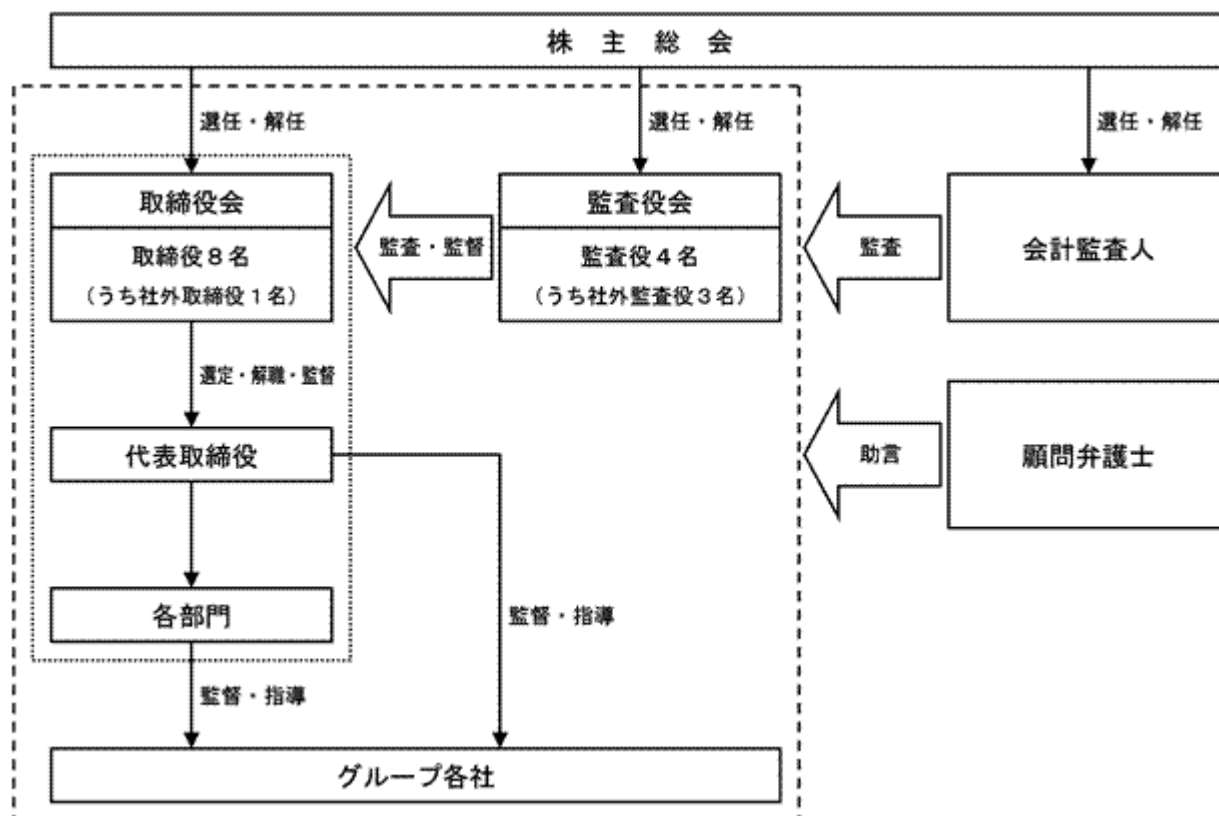 株主総会
選任・解任
選任・解任
選任・解任
取締役会
取締役8名
(うち社外取締役1名)
監査・監督
監査役会
監査役4名
(うち社外監査役3名)
監査
会計監査人
選定・解職・監督
代表取締役
助言
顧問弁護士
各部門
監督・指導
監督・指導
グループ各社